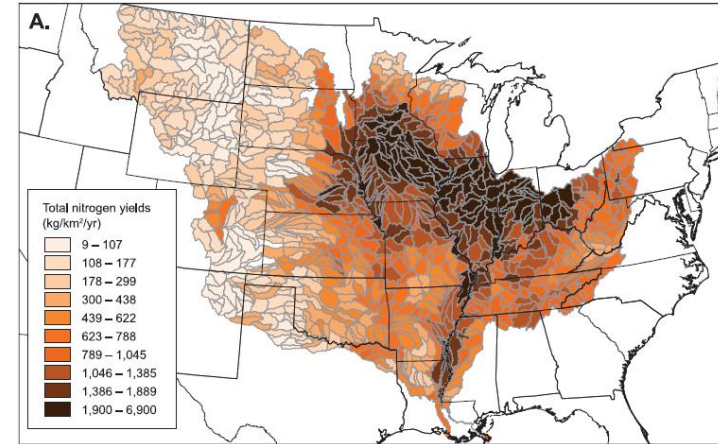 A.
Total nitrogen yields
(kg/km²/yr)
9 – 107
108 – 177
178 – 299
300 – 438
439 – 622
623 – 788
789 – 1,045
1,046 – 1,385
1,386 – 1,889
1,900 – 6,900